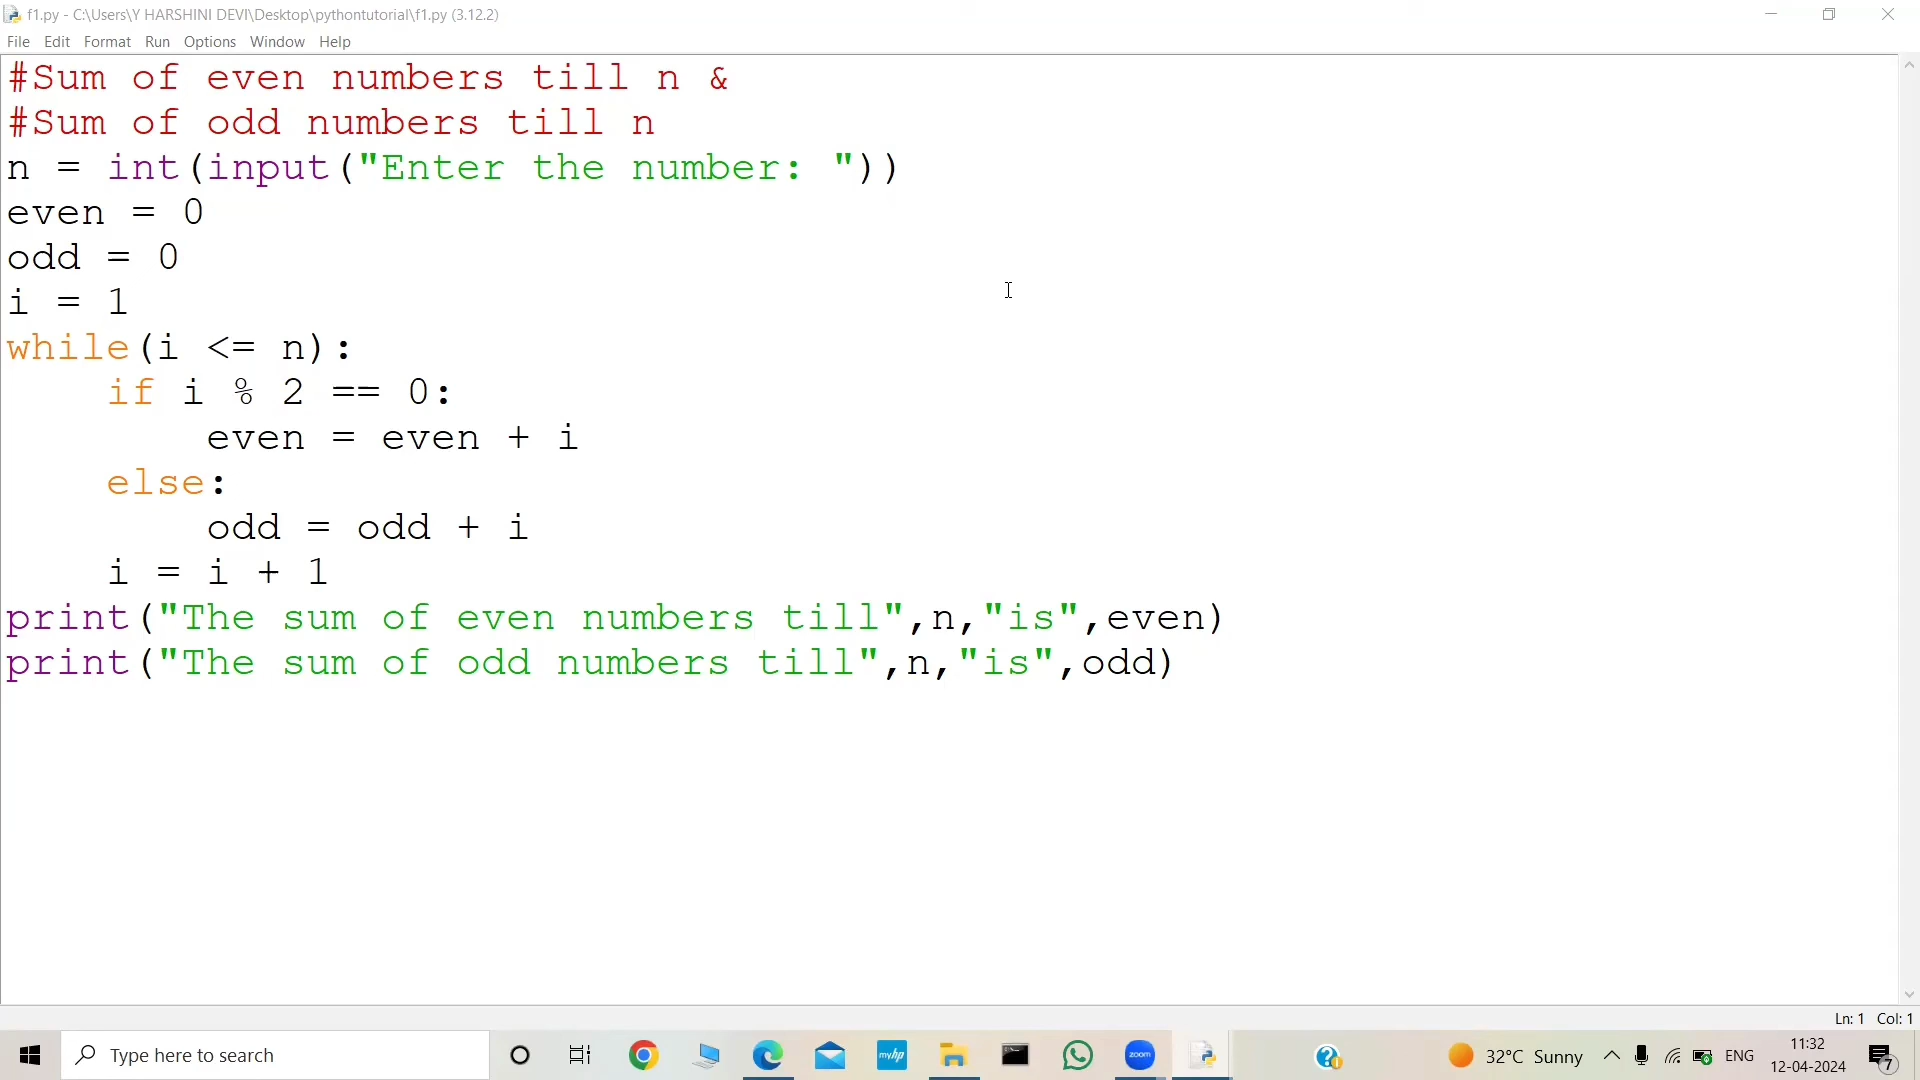 f1.py - C:\Users\Y HARSHINI DEVI\Desktop\pythontutorial\f1.py (3.12.2)
File Edit Format Run Options Window Help
#Sum of even numbers till n &
#Sum of odd numbers till n
n = int(input("Enter the number: "))
even = 0
odd = 0
i = 1
while(i <= n):
    if i % 2 == 0:
        even = even + i
    else:
        odd = odd + i
    i = i + 1
print("The sum of even numbers till",n,"is",even)
print("The sum of odd numbers till",n,"is",odd)
Ln: 1 Col: 1
Type here to search
myhp
zoom
32°C Sunny
ENG
11:32
12-04-2024
7